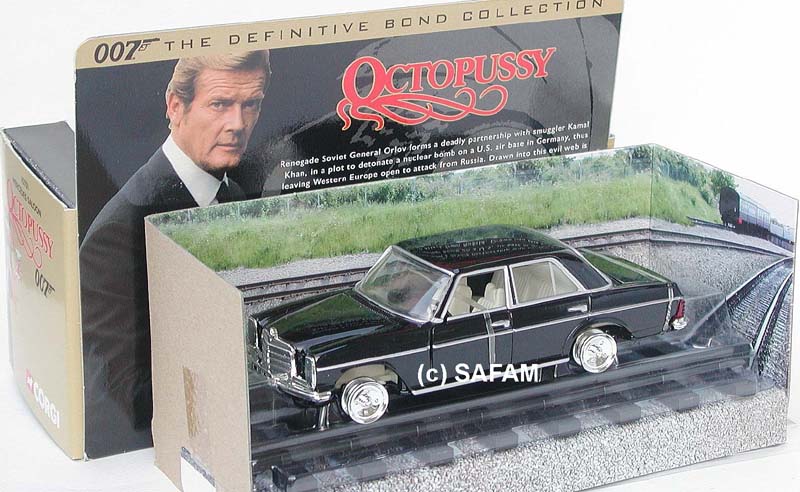 007 THE DEFINITIVE BOND COLLECTION
OCTOPUSSY
Renegade Soviet General Orlov forms a deadly partnership with smuggler Kamal
Khan, in a plot to detonate a nuclear bomb on a U.S. air base in Germany, thus
leaving Western Europe open to attack from Russia. Drawn into this evil web is
OCTOPUSSY
007
CORGI
(c) SAFAM